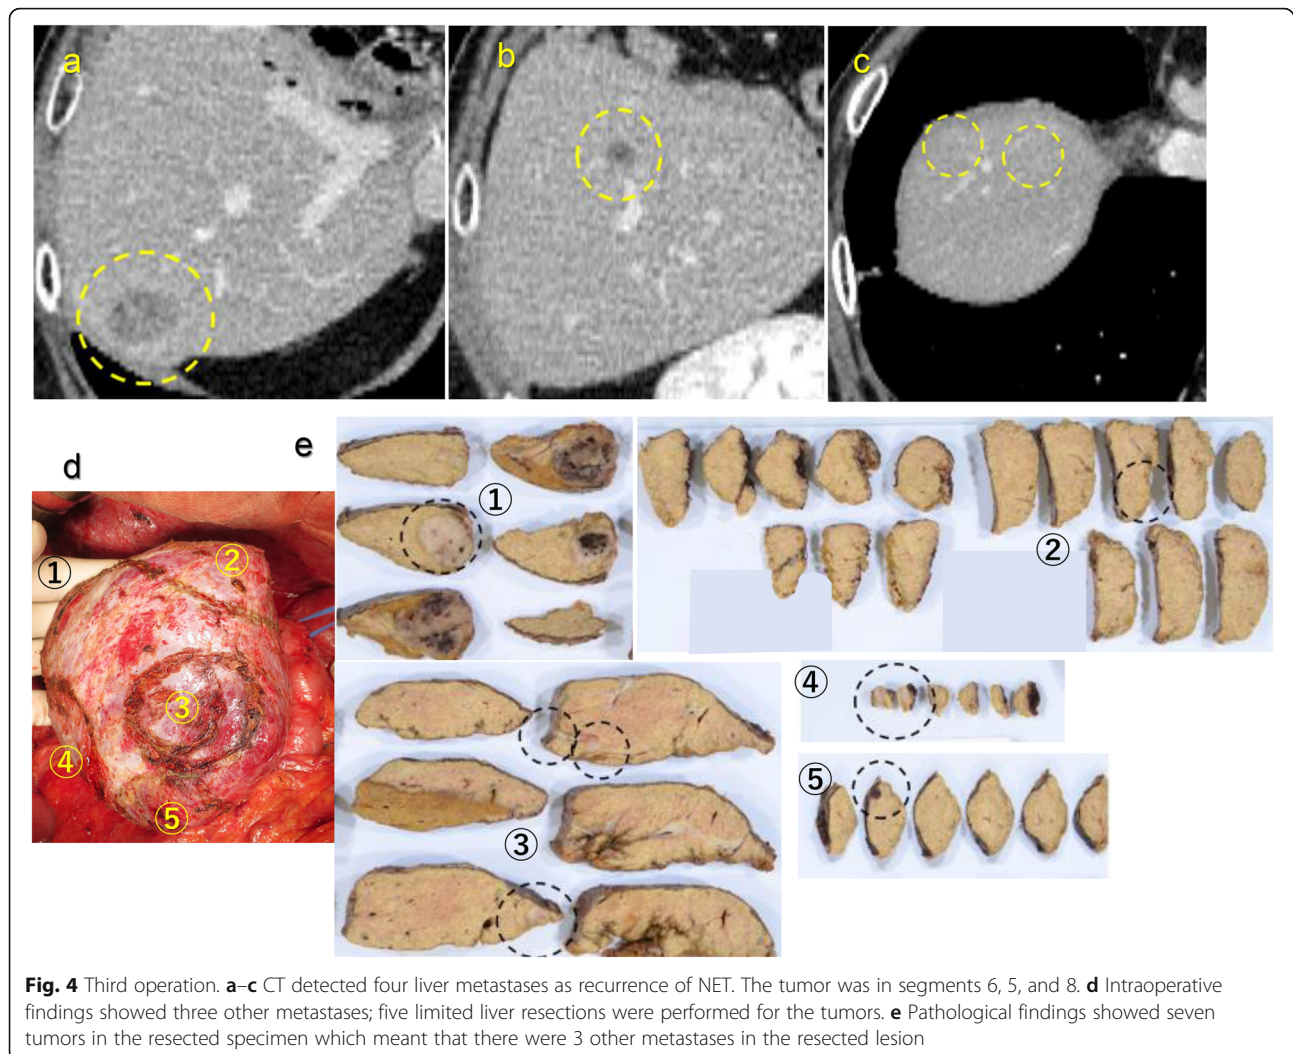 a
b
c
d
e
①
②
③
④
⑤
①
②
③
④
⑤
Fig. 4 Third operation. a–c CT detected four liver metastases as recurrence of NET. The tumor was in segments 6, 5, and 8. d Intraoperative
findings showed three other metastases; five limited liver resections were performed for the tumors. e Pathological findings showed seven
tumors in the resected specimen which meant that there were 3 other metastases in the resected lesion